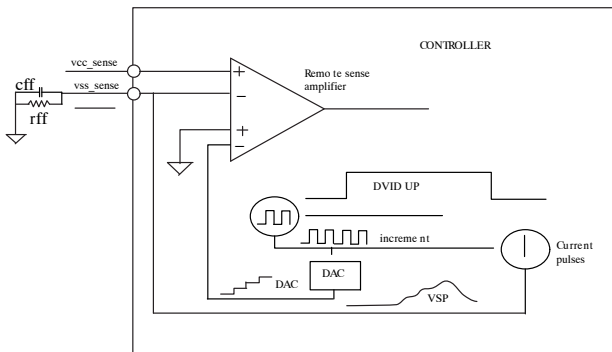 CONTROLLER
vcc_sense
Remo te sense
amplifier
cff
vss_sense
rff
+
−
+
−
DVID UP
increme nt
Current
pulses
DAC
DAC
VSP